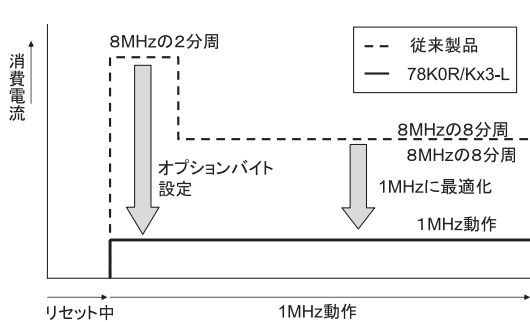 8MHzの2分周
従来製品
78K0R/Kx3-L
消費電流
8MHzの8分周
8MHzの8分周
オプションバイト
設定
1MHzに最適化
1MHz動作
リセット中
1MHz動作